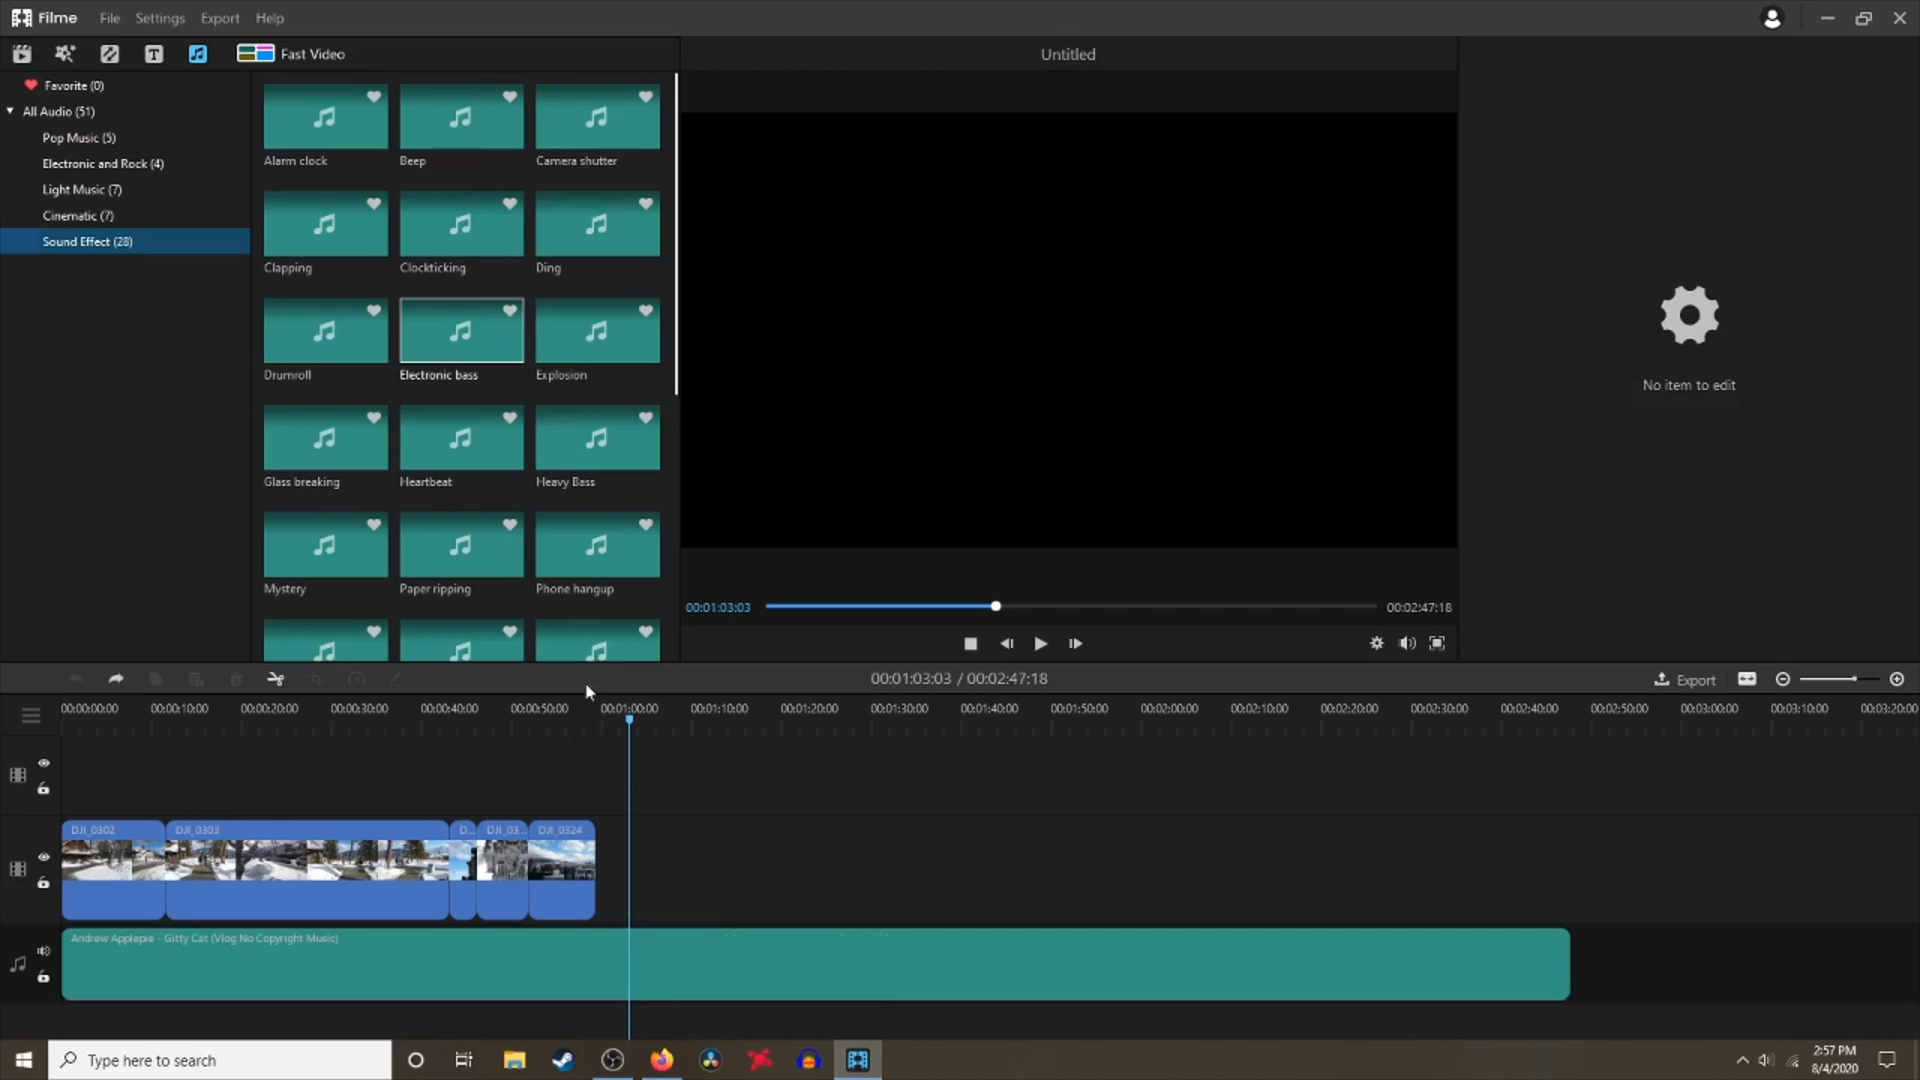 Filme File Settings Export Help
Fast Video
Untitled
Favorite (0)
All Audio (51)
Pop Music (5)
Electronic and Rock (4)
Light Music (7)
Cinematic (7)
Sound Effect (28)
Alarm clock Beep Camera shutter
Clapping Clockticking Ding
Drumroll Electronic bass Explosion
Glass breaking Heartbeat Heavy Bass
Mystery Paper ripping Phone hangup
No item to edit
00:01:03:03 00:02:47:18
00:01:03:03 / 00:02:47:18 Export
00:00:00:00 00:00:10:00 00:00:20:00 00:00:30:00 00:00:40:00 00:00:50:00 00:01:00:00 00:01:10:00 00:01:20:00 00:01:30:00 00:01:40:00 00:01:50:00 00:02:00:00 00:02:10:00 00:02:20:00 00:02:30:00 00:02:40:00 00:02:50:00 00:03:00:00 00:03:10:00 00:03:20:00
DJI_0302 DJI_0303 D... DJI_03... DJI_0324
Andrew Applepie - Gitty Cat (Vlog No Copyright Music)
Type here to search
2:57 PM
8/4/2020